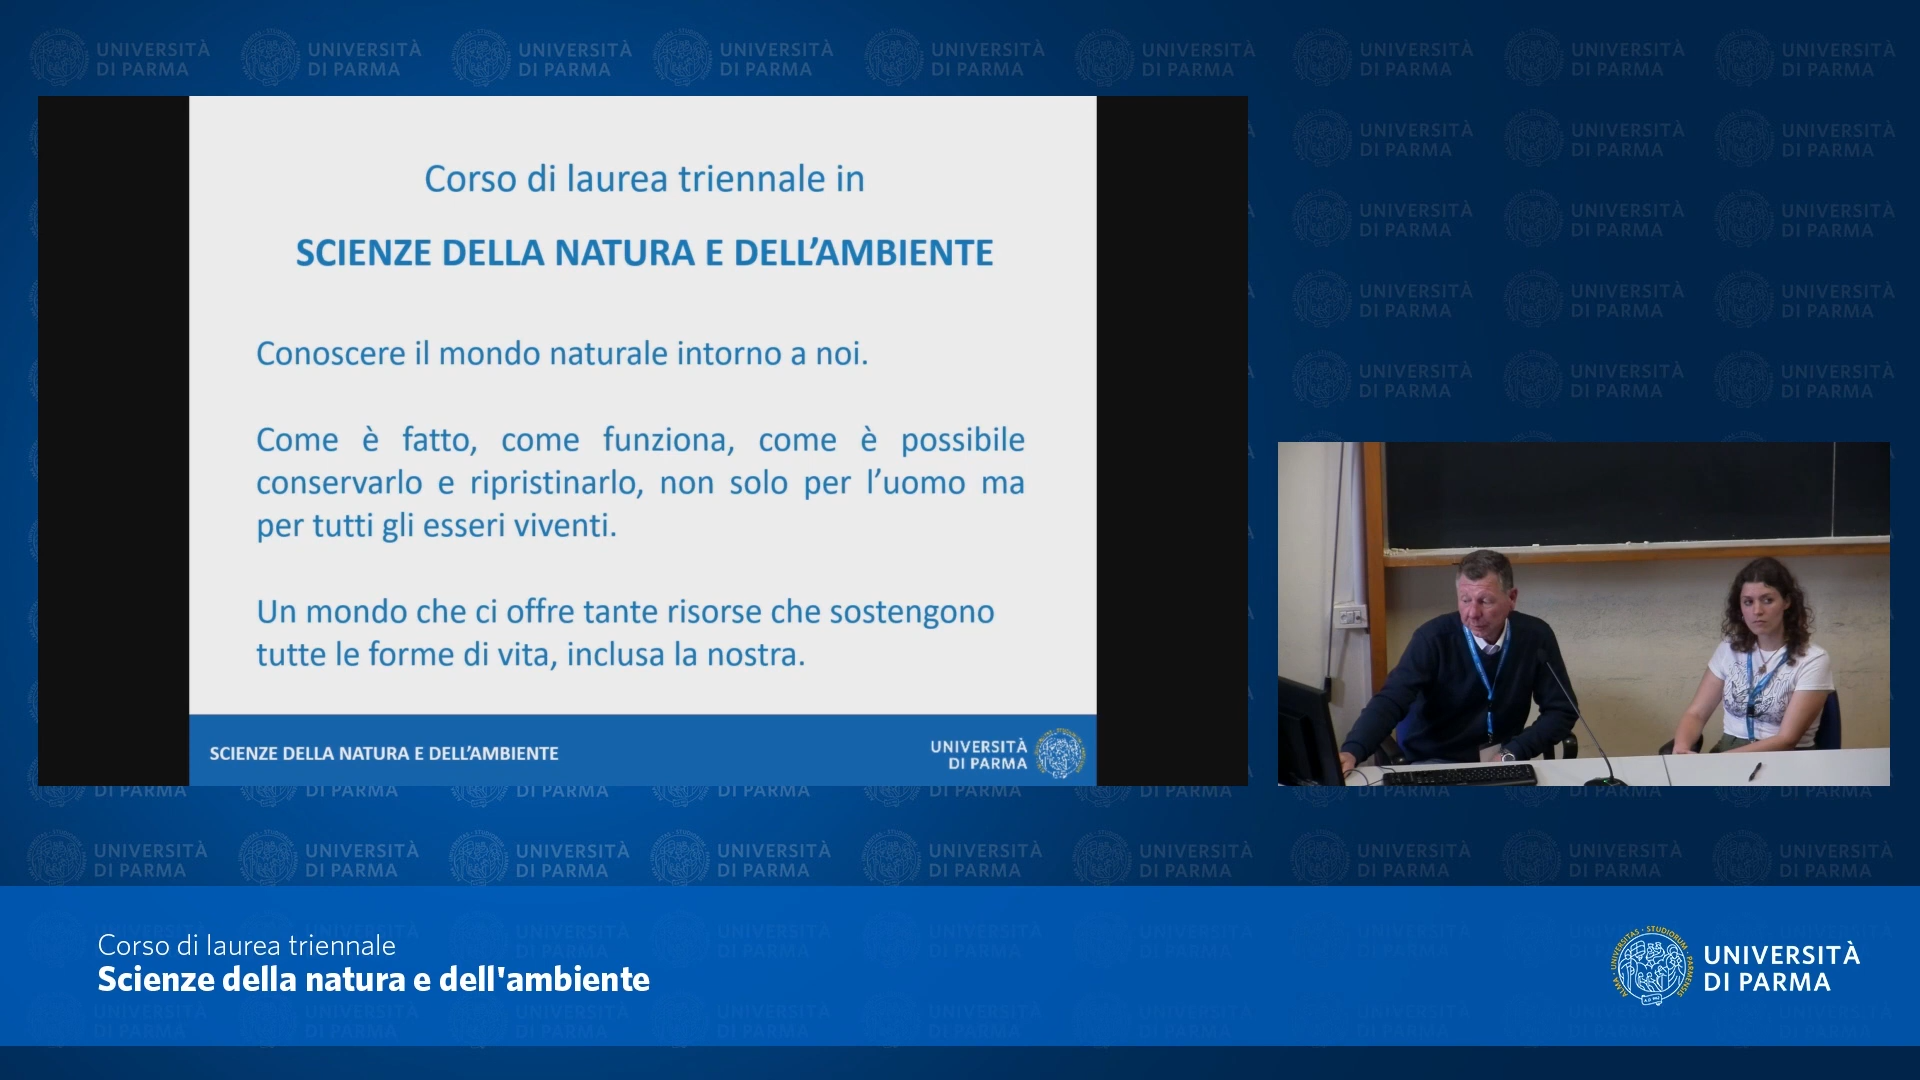 Corso di laurea triennale in
SCIENZE DELLA NATURA E DELL’AMBIENTE
Conoscere il mondo naturale intorno a noi.
Come è fatto, come funziona, come è possibile
conservarlo e ripristinarlo, non solo per l’uomo ma
per tutti gli esseri viventi.
Un mondo che ci offre tante risorse che sostengono
tutte le forme di vita, inclusa la nostra.
SCIENZE DELLA NATURA E DELL’AMBIENTE
UNIVERSITÀ
DI PARMA
Corso di laurea triennale
Scienze della natura e dell'ambiente
UNIVERSITÀ
DI PARMA